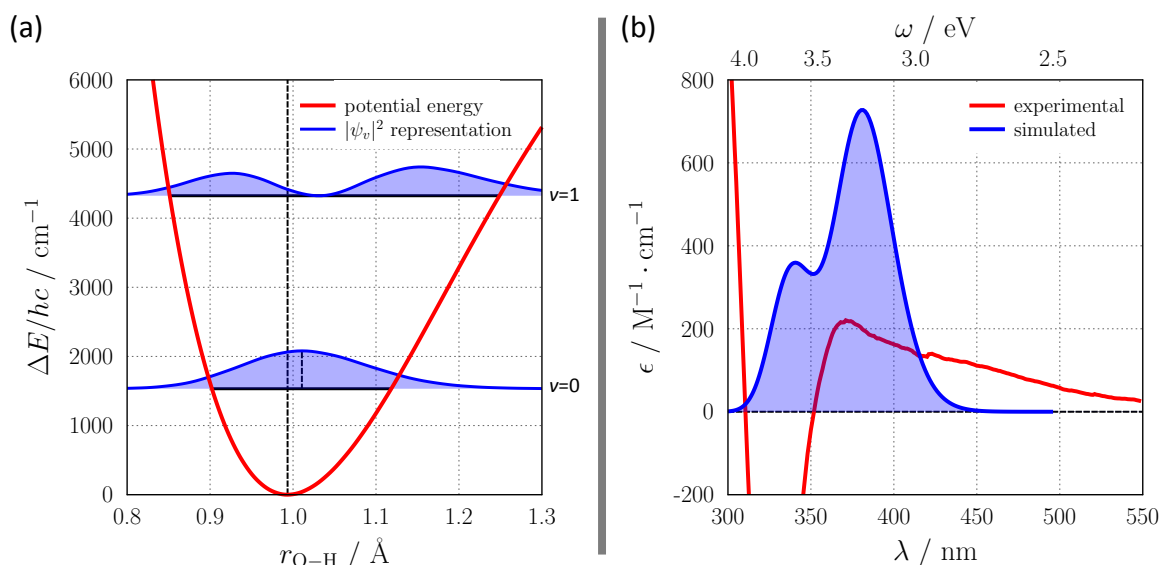 (a)
6000
5000
4000
3000
2000
1000
0
ΔE/hc / cm⁻¹
potential energy
|ψᵥ|² representation
v=1
v=0
0.8 0.9 1.0 1.1 1.2 1.3
r_O−H / Å
(b)
ω / eV
4.0 3.5 3.0 2.5
800
600
400
200
0
-200
ϵ / M⁻¹ · cm⁻¹
experimental
simulated
300 350 400 450 500 550
λ / nm